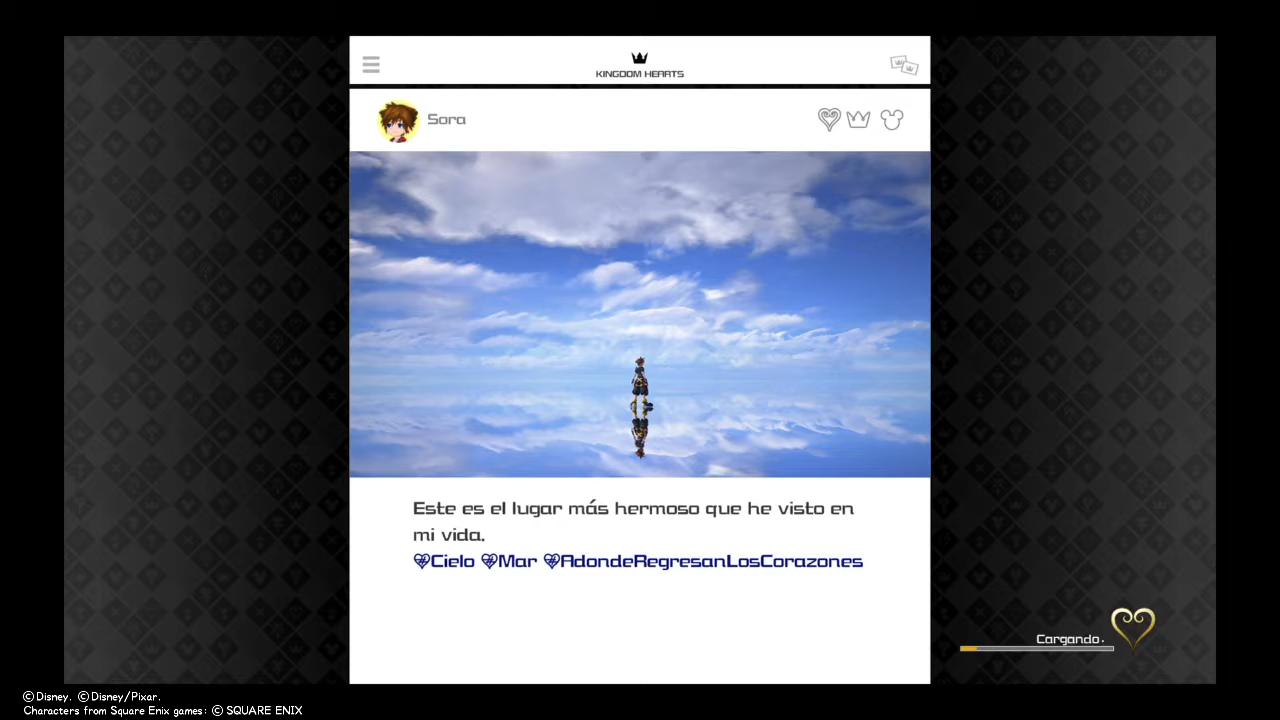 KINGDOM HEARTS
Sora
Este es el lugar más hermoso que he visto en
mi vida.
Cielo Mar AdondeRegresanLosCorazones
Cargando.
©Disney. ©Disney/Pixar.
Characters from Square Enix games: © SQUARE ENIX